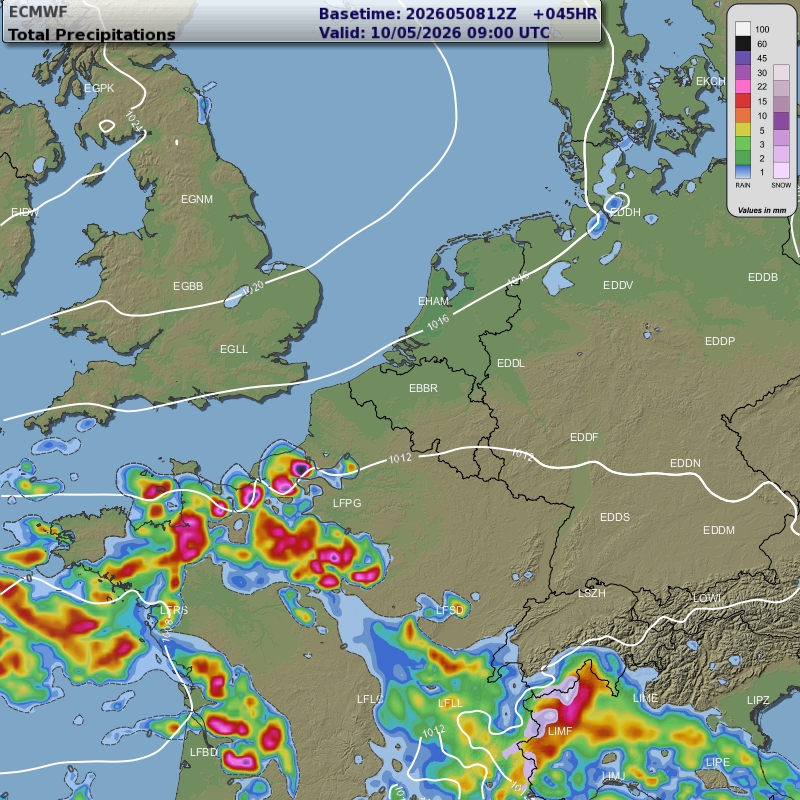 ECMWF
Basetime: 2026050812Z +045HR
Total Precipitations
Valid: 10/05/2026 09:00 UTC
100
60
45
30
22
15
10
5
3
2
1
RAIN
SNOW
Values in mm
EGPK
EKCH
1024
EGNM
EIDW
EDDH
EGBB
1020
1016
EDDV
EDDB
EHAM
1016
EGLL
EDDP
EDDL
EBBR
EDDF
1012
1012
EDDN
LFPG
EDDS
EDDM
LSZH
LOWI
LFRS
LFSD
LFLC
LFLL
LIME
LIPZ
1012
LIMF
LFBD
LIPE
LIMJ